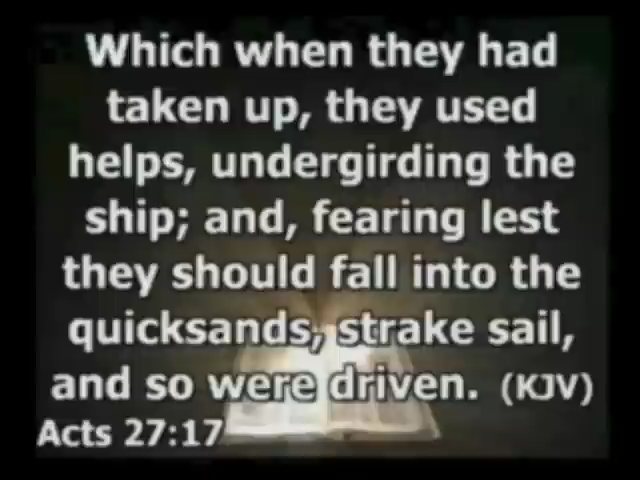 Which when they had
taken up, they used
helps, undergirding the
ship; and, fearing lest
they should fall into the
quicksands, strake sail,
and so were driven. (KJV)
Acts 27:17